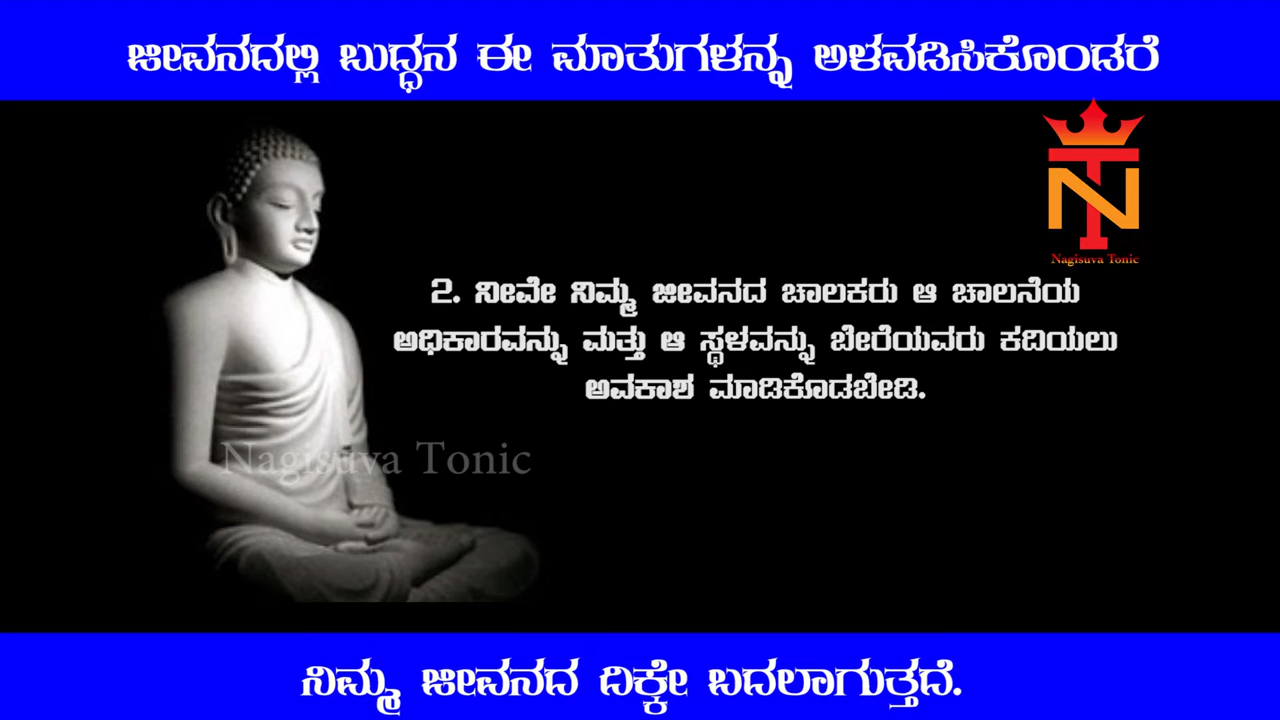 ಜೀವನದಲ್ಲಿ ಬುದ್ಧನ ಈ ಮಾತುಗಳನ್ನು ಅಳವಡಿಸಿಕೊಂಡರೆ
TN
Nagisuva Tonic
2. ನೀವೇ ನಿಮ್ಮ ಜೀವನದ ಚಾಲಕರು ಆ ಚಾಲನೆಯ
ಅಧಿಕಾರವನ್ನು ಮತ್ತು ಆ ಸ್ಥಳವನ್ನು ಬೇರೆಯವರು ಕದಿಯಲು
ಅವಕಾಶ ಮಾಡಿಕೊಡಬೇಡಿ.
Nagisuva Tonic
ನಿಮ್ಮ ಜೀವನದ ದಿಕ್ಕೇ ಬದಲಾಗುತ್ತದೆ.